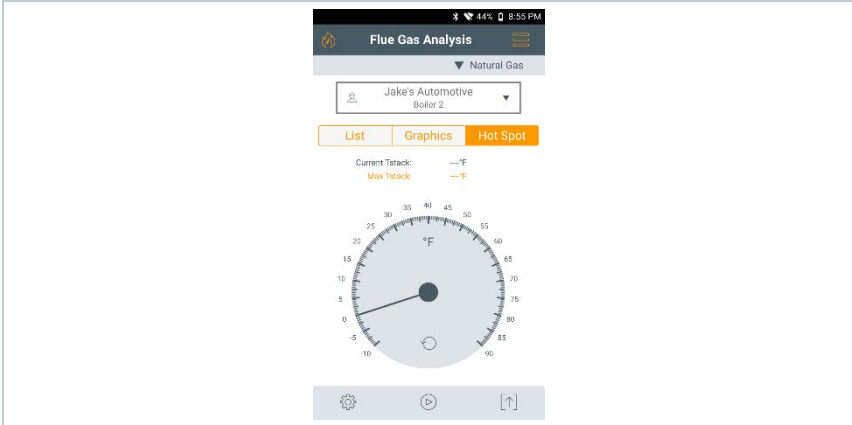 44% 8:55 PM
Flue Gas Analysis
▼ Natural Gas
Jake's Automotive
Boiler 2
List Graphics Hot Spot
Current Tstack: ---°F
Max Tstack: ---°F
40
35 45
30 50
25 55
°F
20 60
15 65
10 70
5 75
0 80
-5 85
-10 90